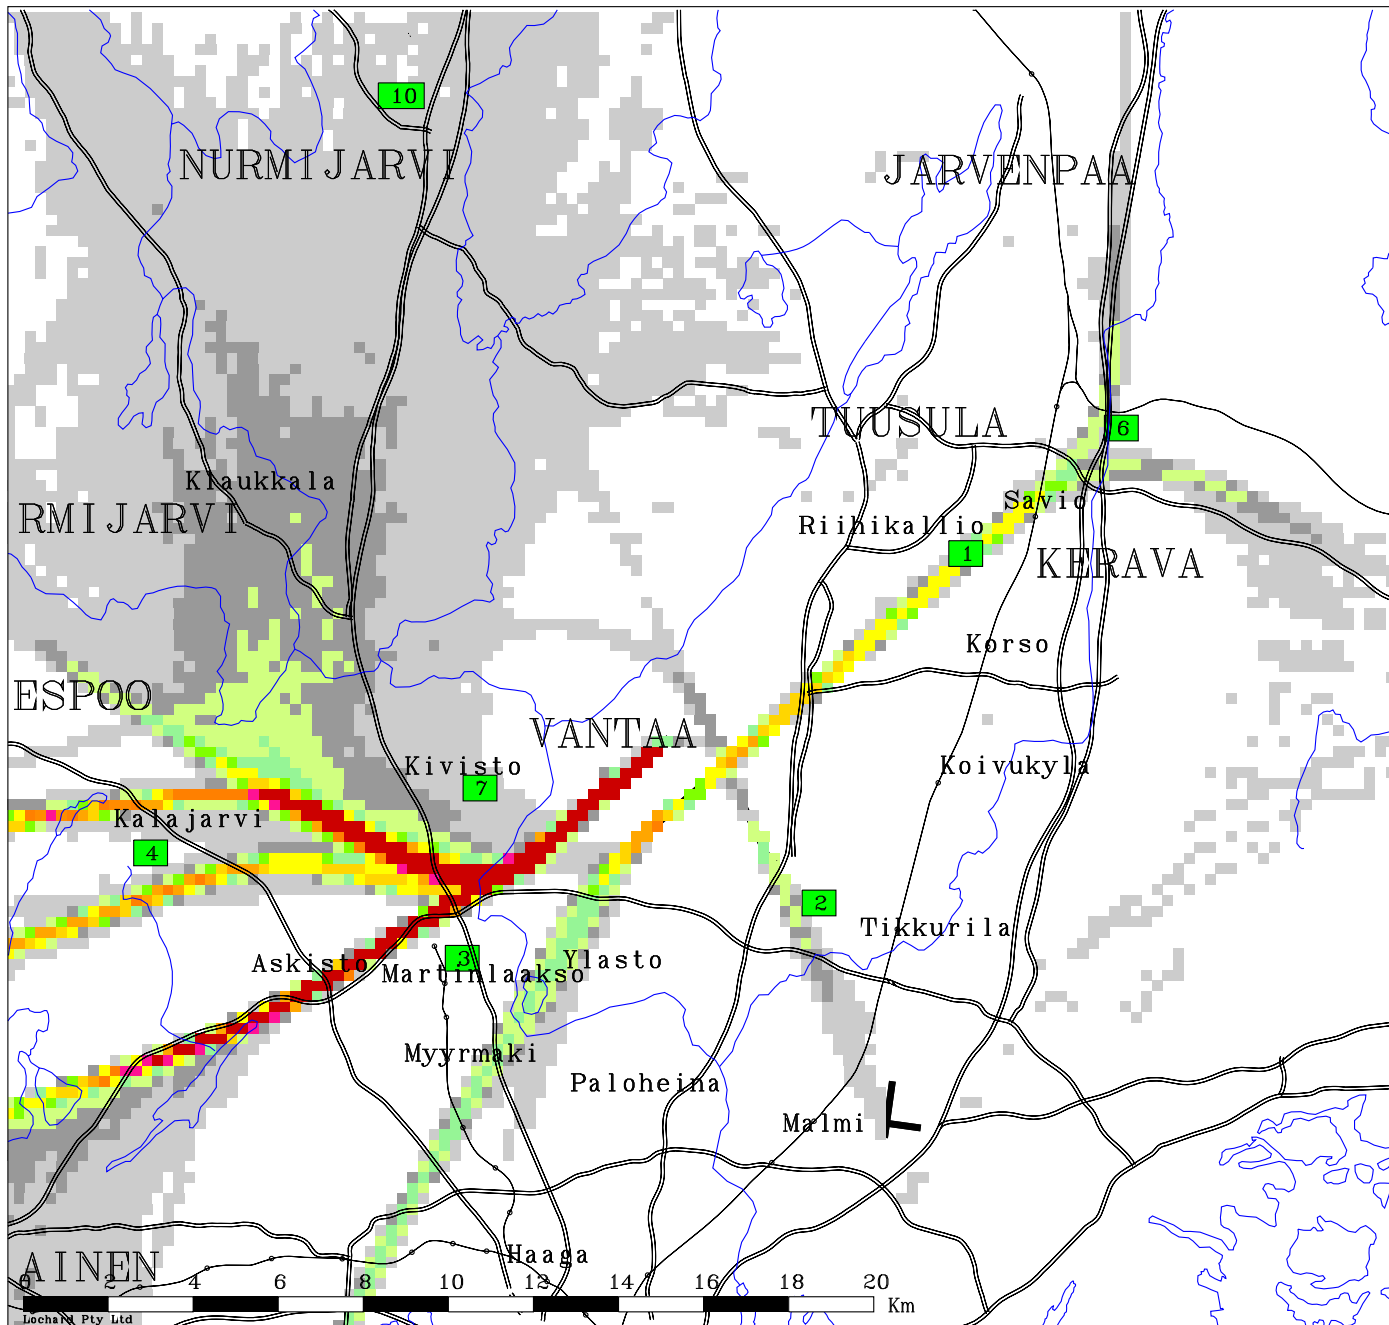 10
NURMIJARVI
JARVENPAA
TUUSULA
6
Klaukkala
Savio
RMIJARVI
Riihikallio
1
KERAVA
Korso
ESPOO
VANTAA
Kivisto
Koivukyla
7
Kalajarvi
4
2
Tikkurila
3
Askisto
Ylasto
Martinlaakso
Myyrmaki
Paloheina
Malmi
Haaga
AINEN
0 2 4 6 8 10 12 14 16 18 20
Km
Lochard Pty Ltd